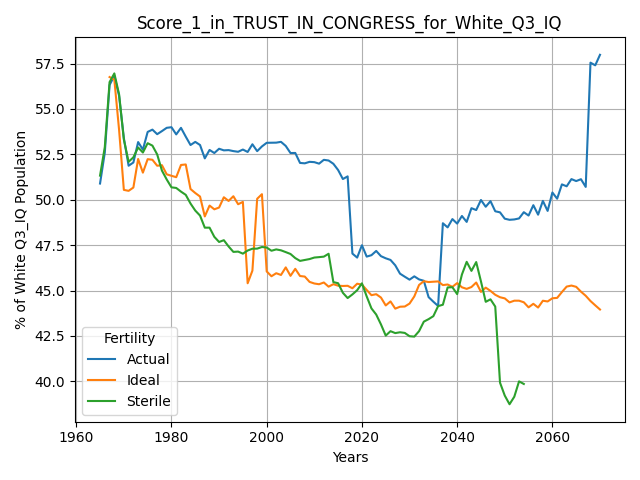 Score_1_in_TRUST_IN_CONGRESS_for_White_Q3_IQ
% of White Q3_IQ Population
57.5
55.0
52.5
50.0
47.5
45.0
42.5
40.0
Fertility
Actual
Ideal
Sterile
1960 1980 2000 2020 2040 2060
Years